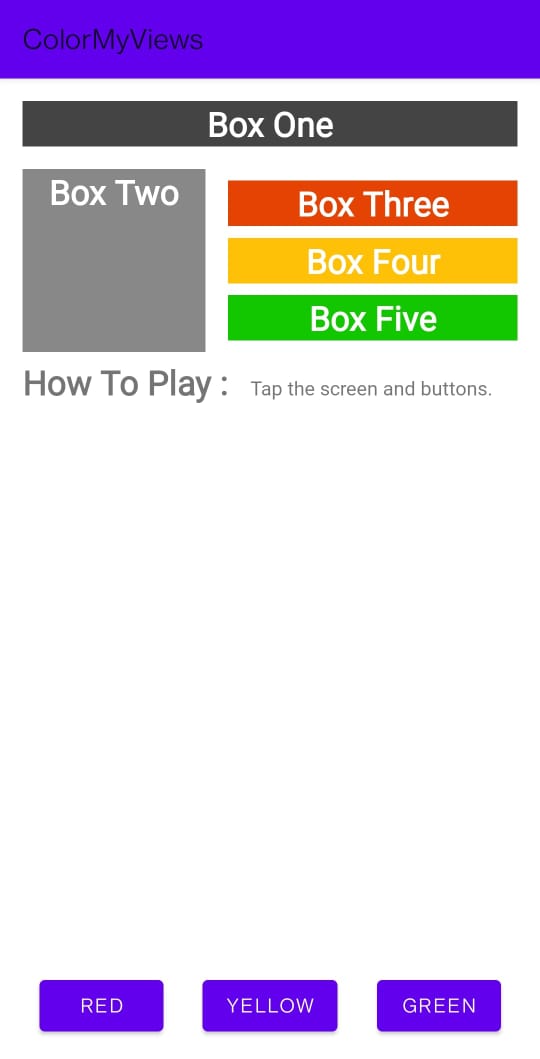 ColorMyViews
Box One
Box Two
Box Three
Box Four
Box Five
How To Play : Tap the screen and buttons.
RED YELLOW GREEN